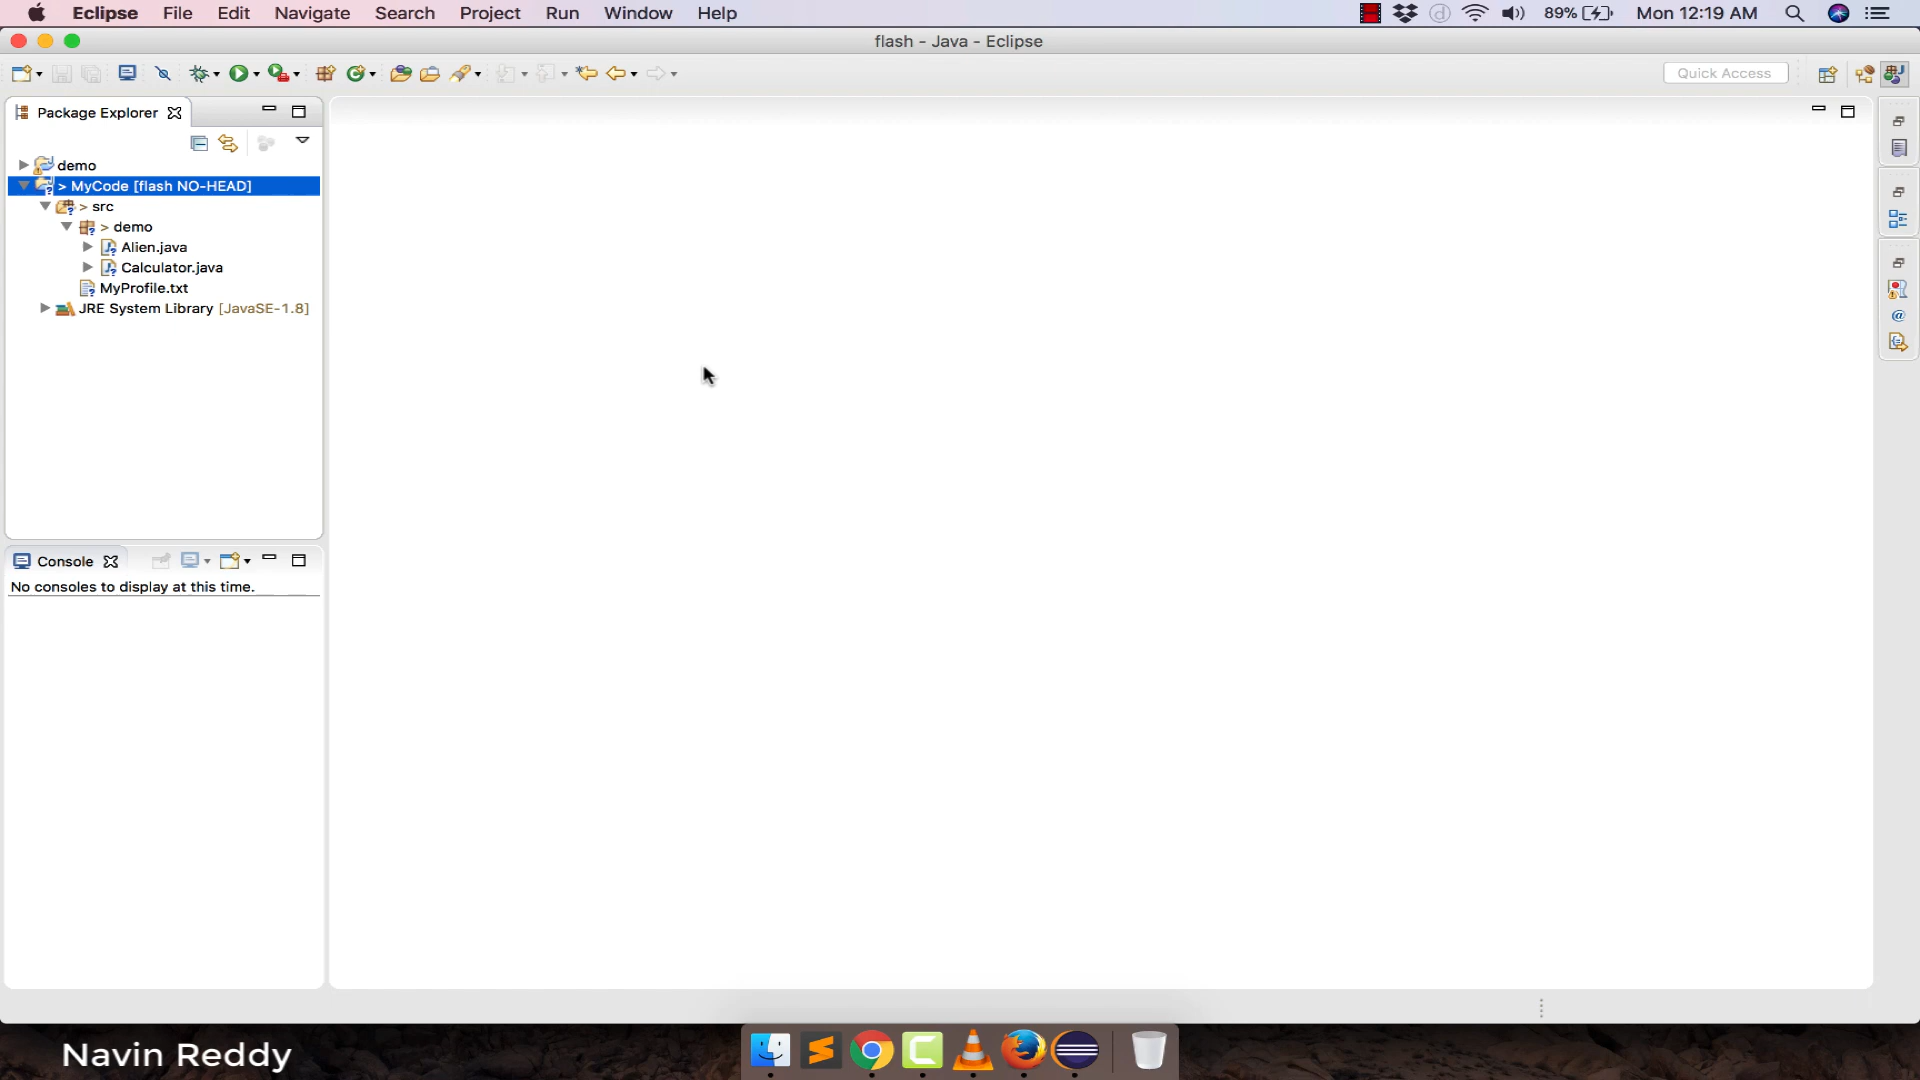 Eclipse File Edit Navigate Search Project Run Window Help 89% Mon 12:19 AM
flash - Java - Eclipse
Quick Access
Package Explorer
demo
> MyCode [flash NO-HEAD]
> src
> demo
Alien.java
Calculator.java
MyProfile.txt
JRE System Library [JavaSE-1.8]
Console
No consoles to display at this time.
Navin Reddy